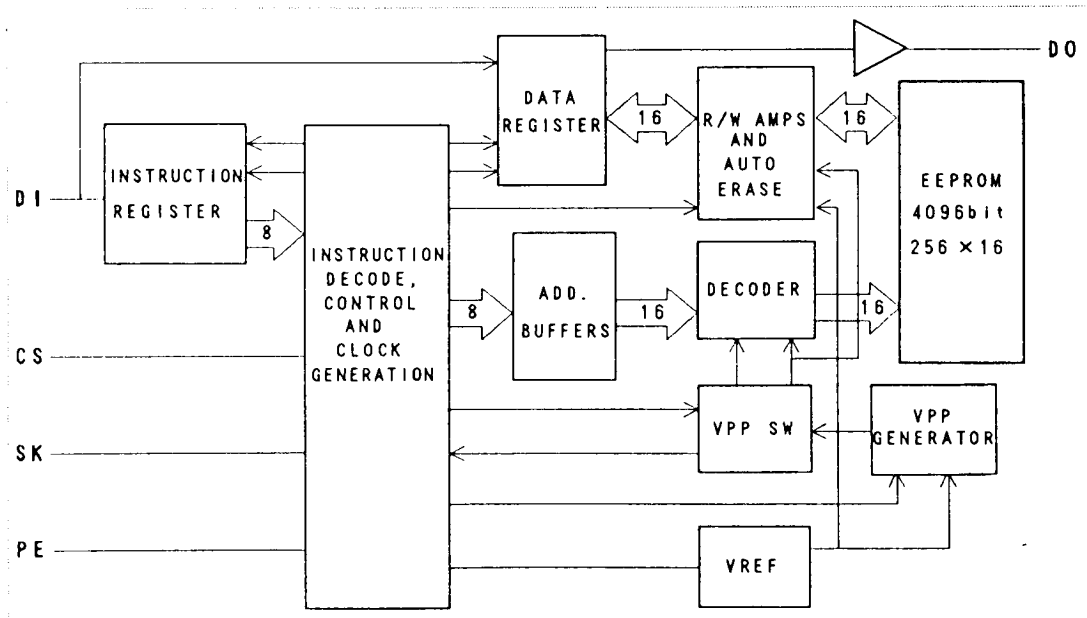 DO
DATA
REGISTER
16
R/W AMPS
AND
AUTO
ERASE
16
EEPROM
4096bit
256 × 16
DI
INSTRUCTION
REGISTER
8
INSTRUCTION
DECODE,
CONTROL
AND
CLOCK
GENERATION
8
ADD.
BUFFERS
16
DECODER
16
CS
SK
VPP SW
VPP
GENERATOR
PE
VREF